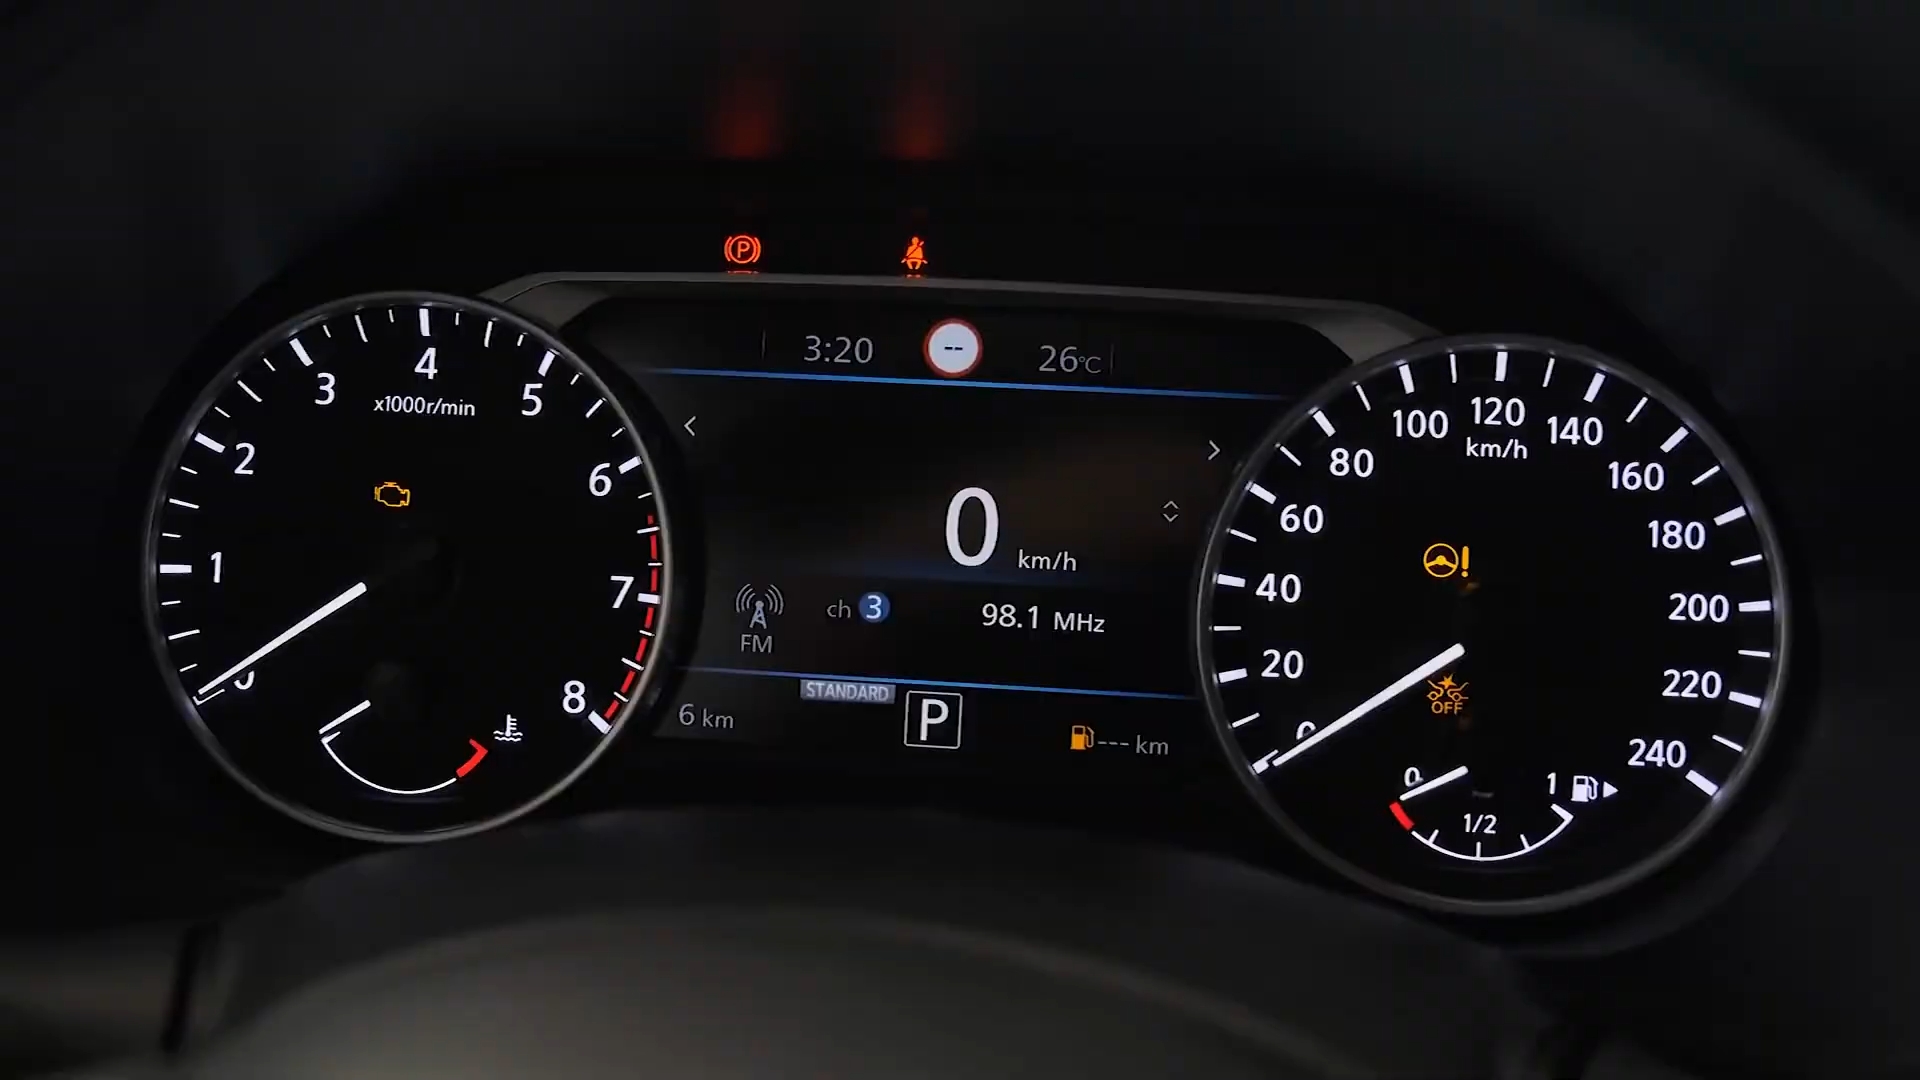 3:20
--
26°C
0
1
2
3
4
5
6
7
8
x1000r/min
0 km/h
FM
ch 3
98.1 MHz
STANDARD
6 km
P
--- km
0
20
40
60
80
100
120
140
160
180
200
220
240
km/h
OFF
0
1/2
1
P